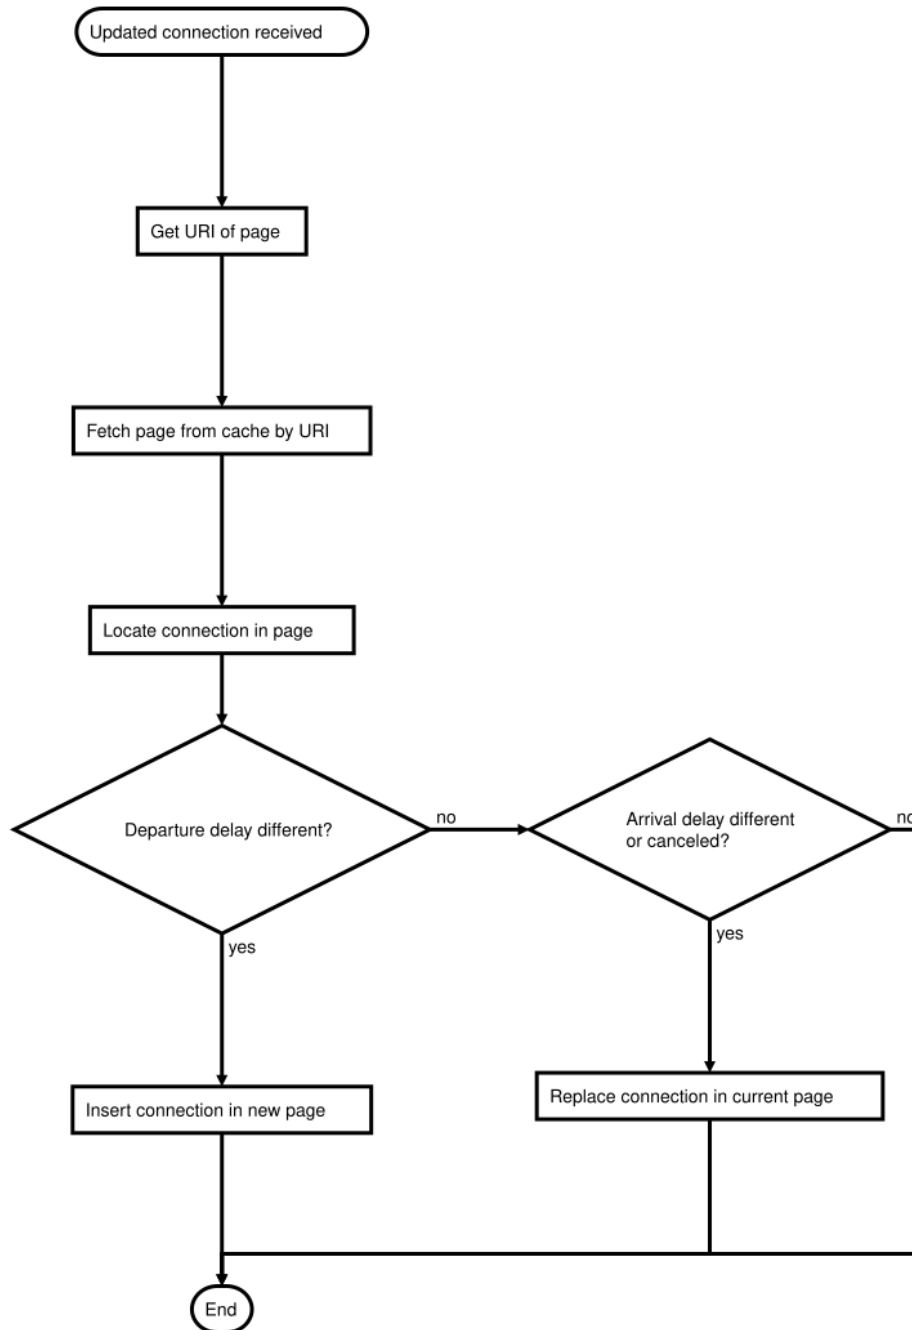 Updated connection received
Get URI of page
Fetch page from cache by URI
Locate connection in page
Departure delay different?
no
Arrival delay different
or canceled?
no
yes
yes
Insert connection in new page
Replace connection in current page
End